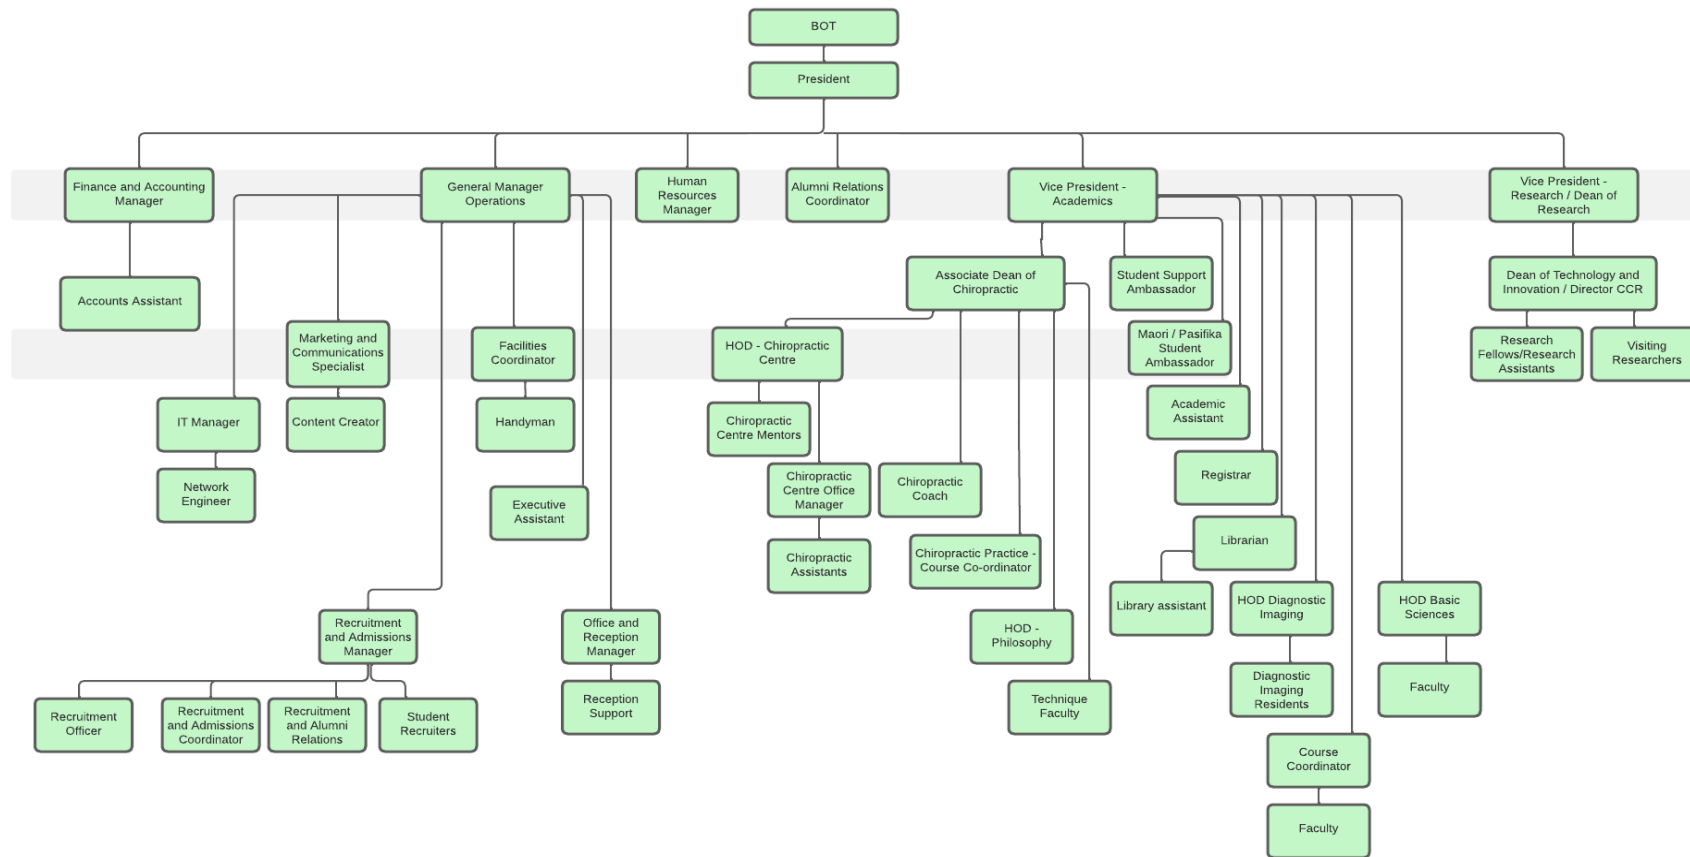 BOT
President
Finance and Accounting
Manager
General Manager
Operations
Human
Resources
Manager
Alumni Relations
Coordinator
Vice President -
Academics
Vice President -
Research / Dean of
Research
Accounts Assistant
Associate Dean of
Chiropractic
Student Support
Ambassador
Dean of Technology and
Innovation / Director CCR
Marketing and
Communications
Specialist
Facilities
Coordinator
HOD - Chiropractic
Centre
Maori / Pasifika
Student
Ambassador
Research
Fellows/Research
Assistants
Visiting
Researchers
IT Manager
Content Creator
Handyman
Chiropractic
Centre Mentors
Academic
Assistant
Network
Engineer
Executive
Assistant
Chiropractic
Centre Office
Manager
Chiropractic
Coach
Registrar
Chiropractic
Assistants
Chiropractic Practice -
Course Co-ordinator
Librarian
Library assistant
HOD Diagnostic
Imaging
HOD Basic
Sciences
Recruitment
and Admissions
Manager
Office and
Reception
Manager
HOD -
Philosophy
Recruitment
Officer
Recruitment
and Admissions
Coordinator
Recruitment
and Alumni
Relations
Student
Recruiters
Reception
Support
Technique
Faculty
Diagnostic
Imaging
Residents
Faculty
Course
Coordinator
Faculty